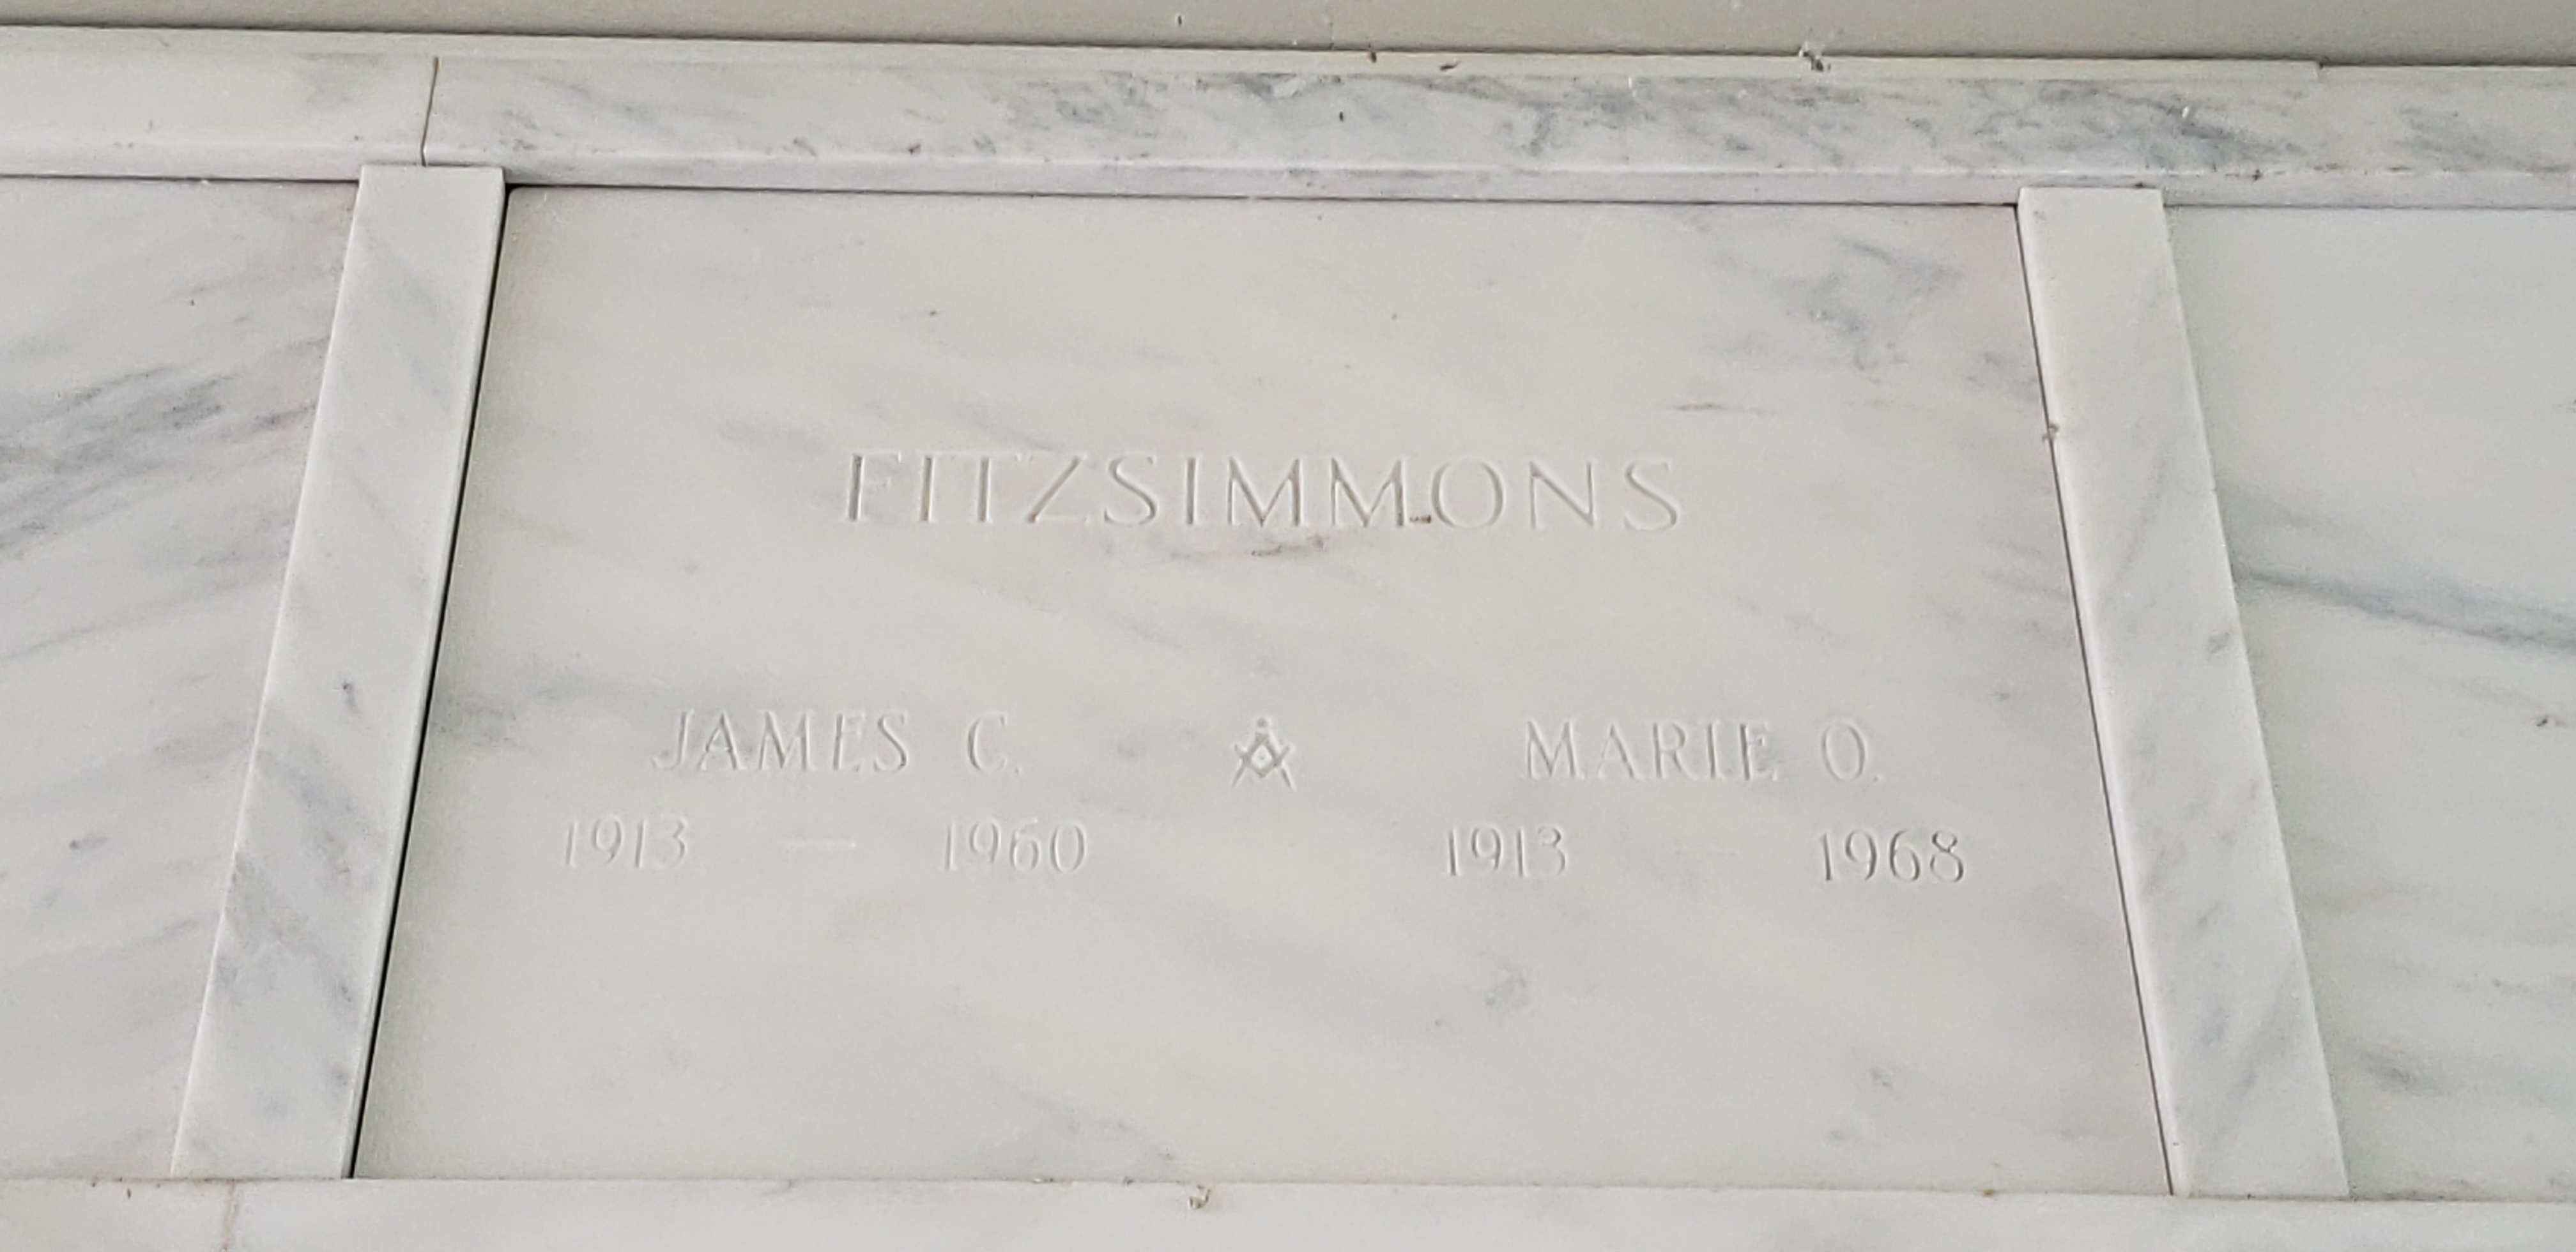 FITZSIMMONS
JAMES C. MARIE O.
1913 — 1960 1913 — 1968